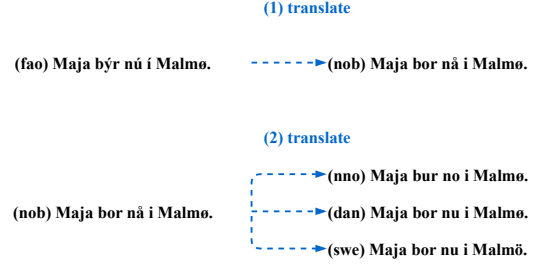 (1) translate
(fao) Maja býr nú í Malmø.
(nob) Maja bor nå i Malmø.
(2) translate
(nno) Maja bur no i Malmø.
(nob) Maja bor nå i Malmø.
(dan) Maja bor nu i Malmø.
(swe) Maja bor nu i Malmö.